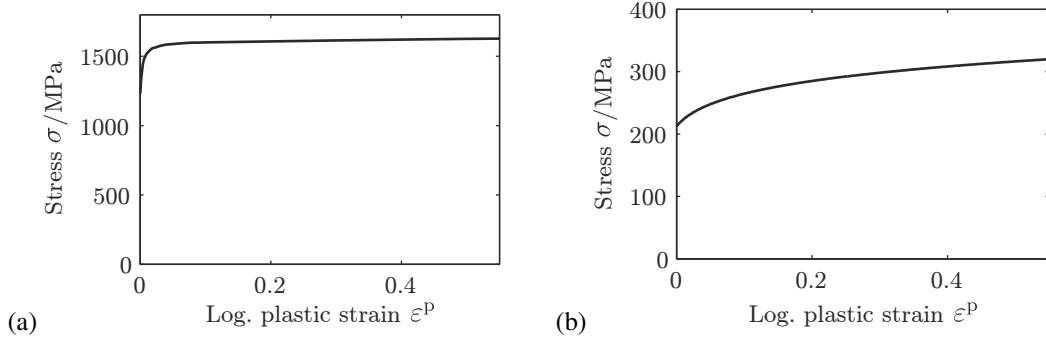 Stress σ/MPa
1500
1000
500
0
0
0.2
0.4
Log. plastic strain εᵖ
(a)
Stress σ/MPa
400
300
200
100
0
0
0.2
0.4
Log. plastic strain εᵖ
(b)